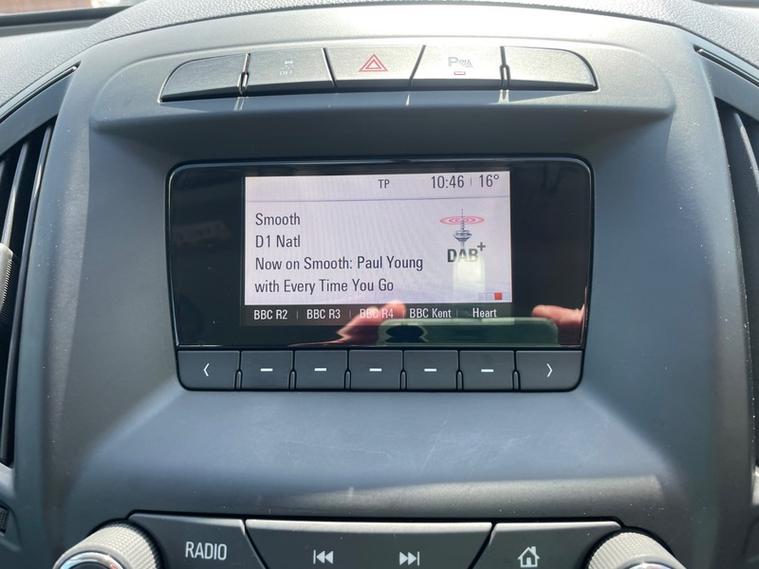 TP 10:46 16°
Smooth
D1 Natl
Now on Smooth: Paul Young
with Every Time You Go
DAB+
BBC R2 BBC R3 BBC R4 BBC Kent Heart
RADIO